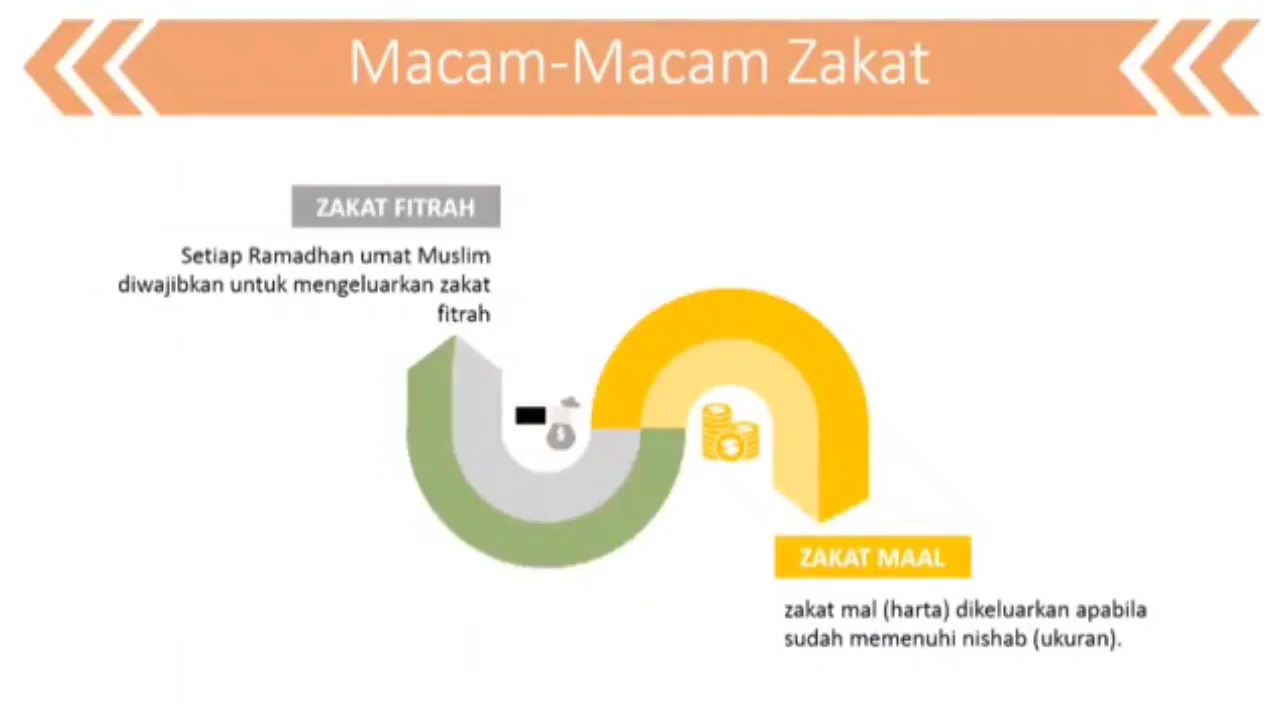 Macam-Macam Zakat
ZAKAT FITRAH
Setiap Ramadhan umat Muslim
diwajibkan untuk mengeluarkan zakat
fitrah
$
$
ZAKAT MAAL
zakat mal (harta) dikeluarkan apabila
sudah memenuhi nishab (ukuran).